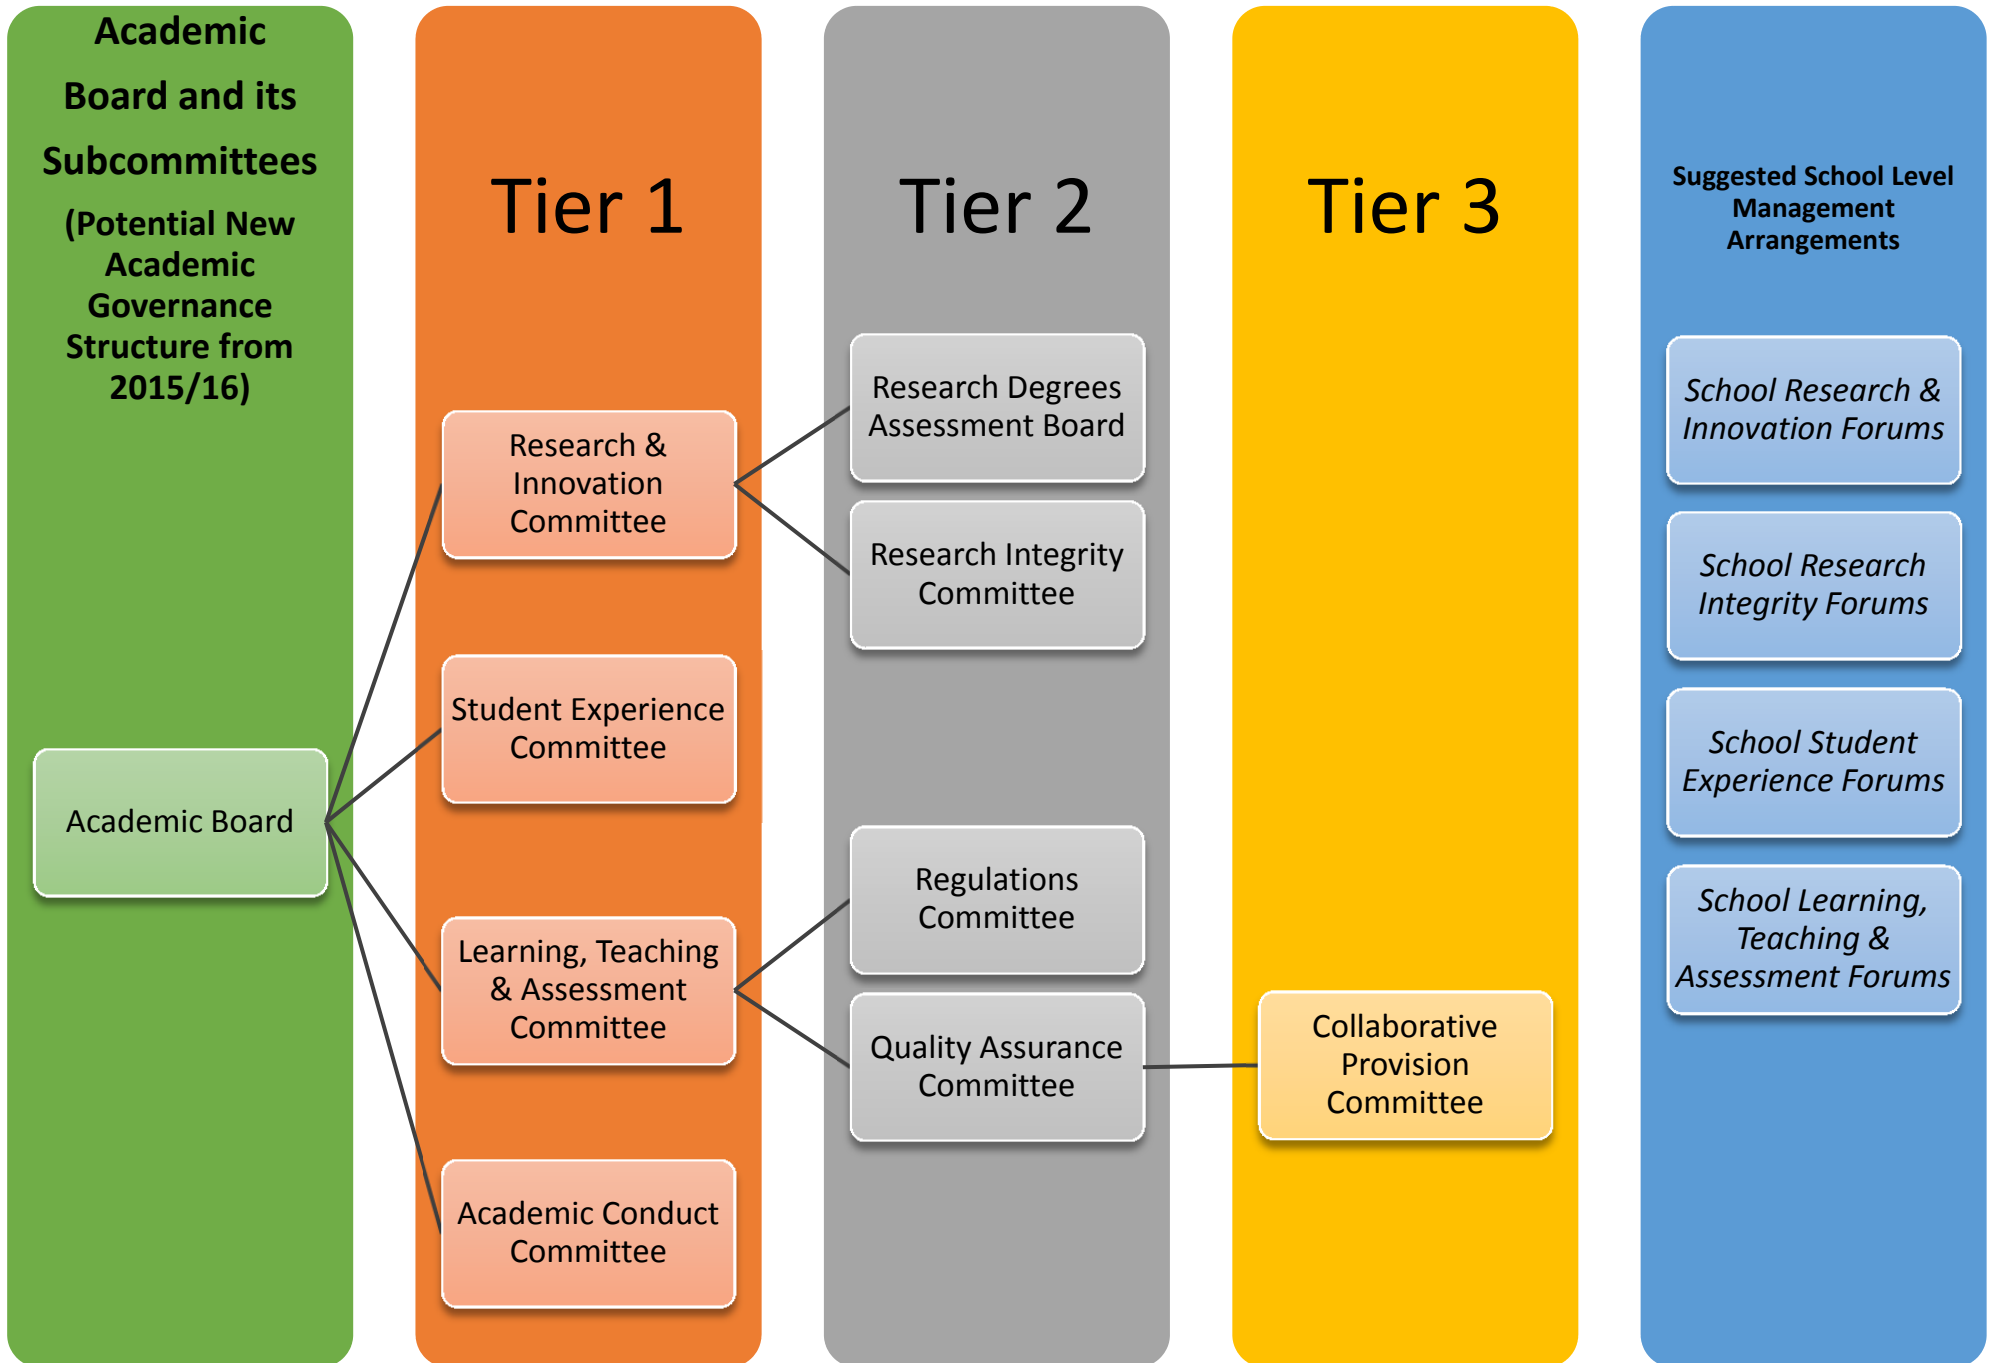 Academic
Board and its
Subcommittees
(Potential New
Academic
Governance
Structure from
2015/16)
Academic Board
Tier 1
Research &
Innovation
Committee
Student Experience
Committee
Learning, Teaching
& Assessment
Committee
Academic Conduct
Committee
Tier 2
Research Degrees
Assessment Board
Research Integrity
Committee
Regulations
Committee
Quality Assurance
Committee
Tier 3
Collaborative
Provision
Committee
Suggested School Level
Management
Arrangements
School Research &
Innovation Forums
School Research
Integrity Forums
School Student
Experience Forums
School Learning,
Teaching &
Assessment Forums